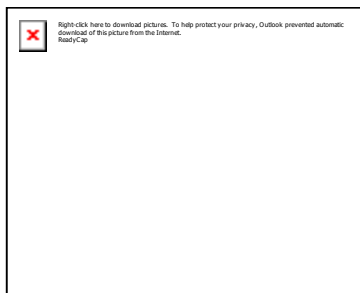 Right-click here to download pictures.  To help protect your privacy, Outlook prevented automatic
download of this picture from the Internet.
ReadyCap